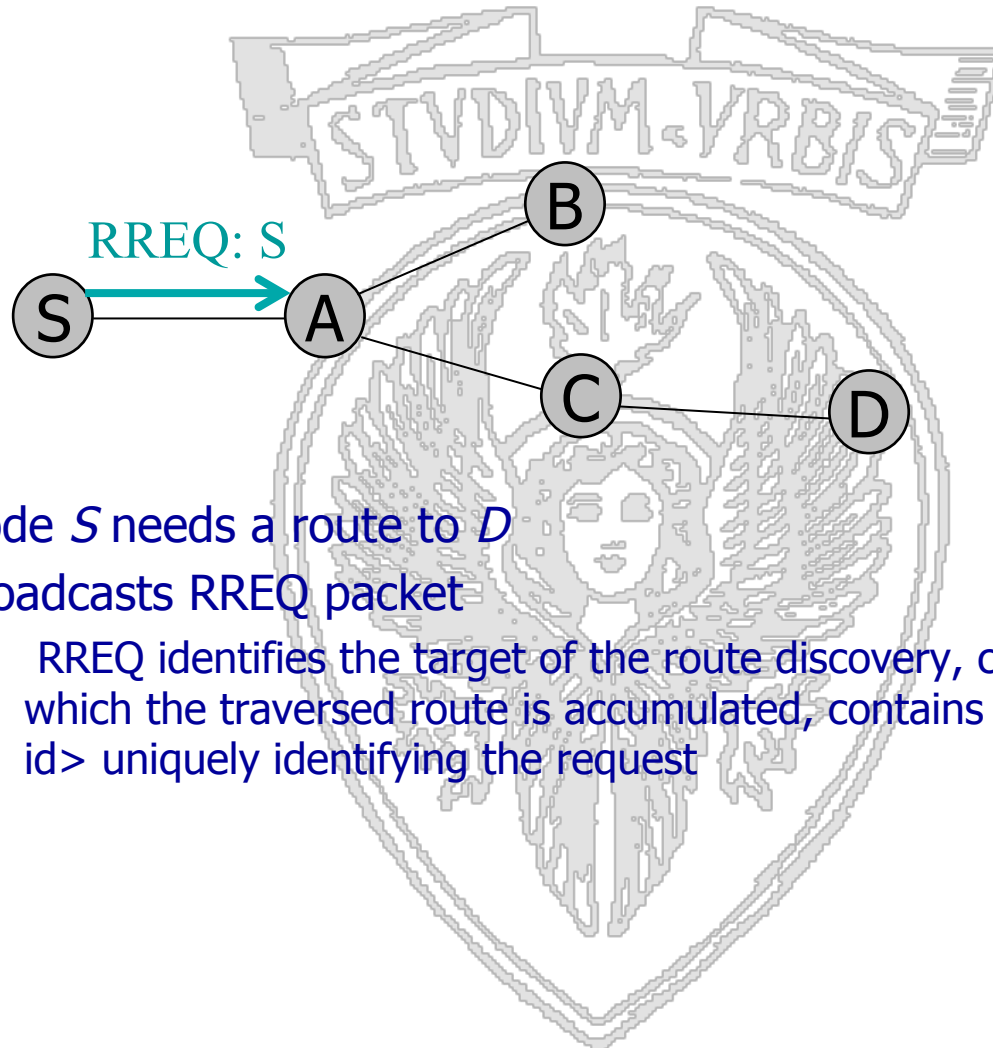 STVDIVM VRBIS
B
RREQ: S
S A
C
D
ode S needs a route to D
oadcasts RREQ packet
RREQ identifies the target of the route discovery, c
which the traversed route is accumulated, contains
id> uniquely identifying the request